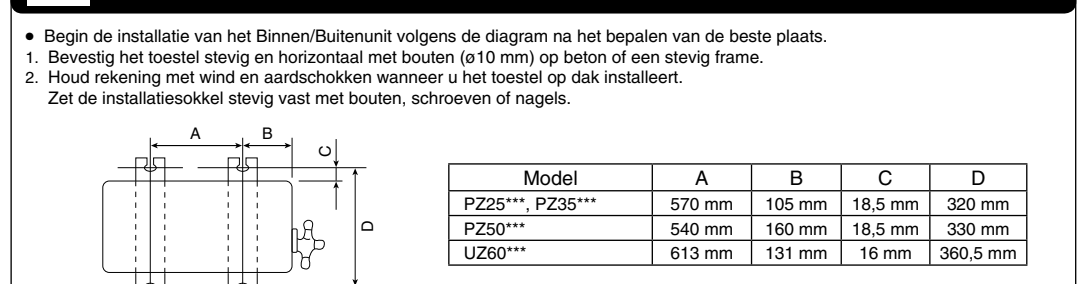 ● Begin de installatie van het Binnen/Buitenunit volgens de diagram na het bepalen van de beste plaats.
1. Bevestig het toestel stevig en horizontaal met bouten (ø10 mm) op beton of een stevig frame.
2. Houd rekening met wind en aardschokken wanneer u het toestel op dak installeert.
Zet de installatiesokkel stevig vast met bouten, schroeven of nagels.
A B
C
D
Model A B C D
PZ25***, PZ35*** 570 mm 105 mm 18,5 mm 320 mm
PZ50*** 540 mm 160 mm 18,5 mm 330 mm
UZ60*** 613 mm 131 mm 16 mm 360,5 mm